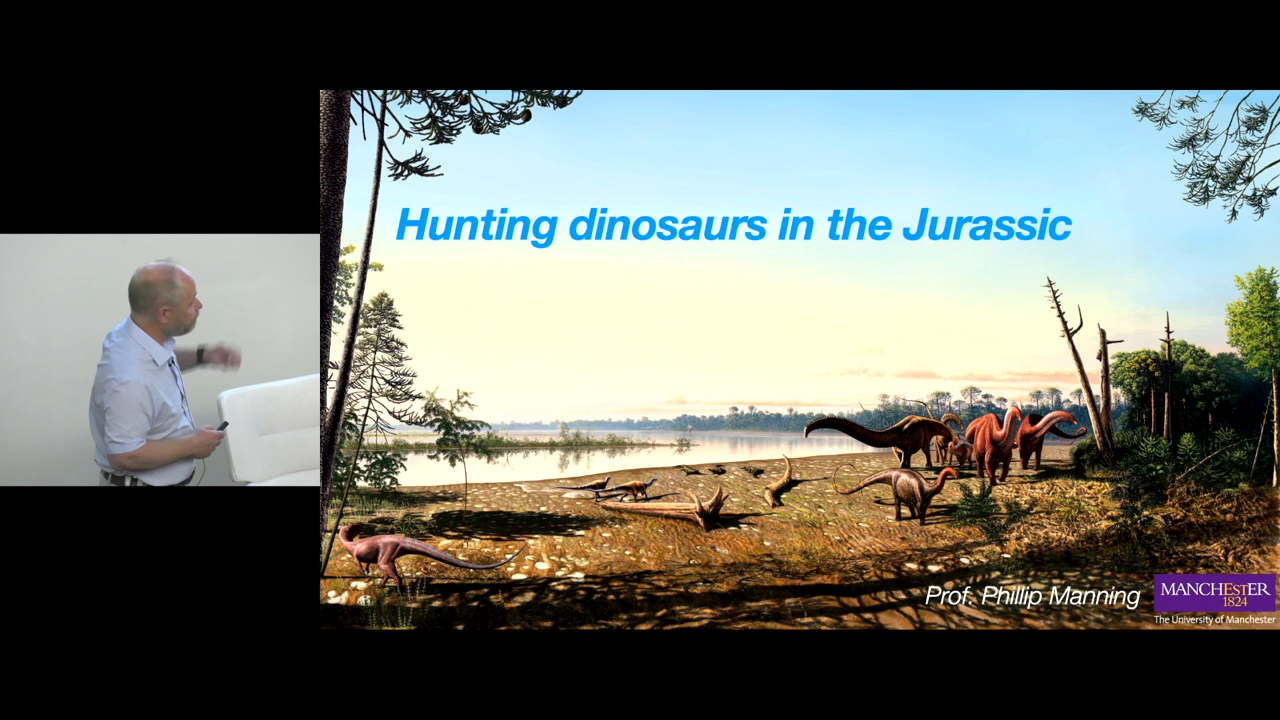 Hunting dinosaurs in the Jurassic
Prof. Phillip Manning
MANCHESTER
1824
The University of Manchester